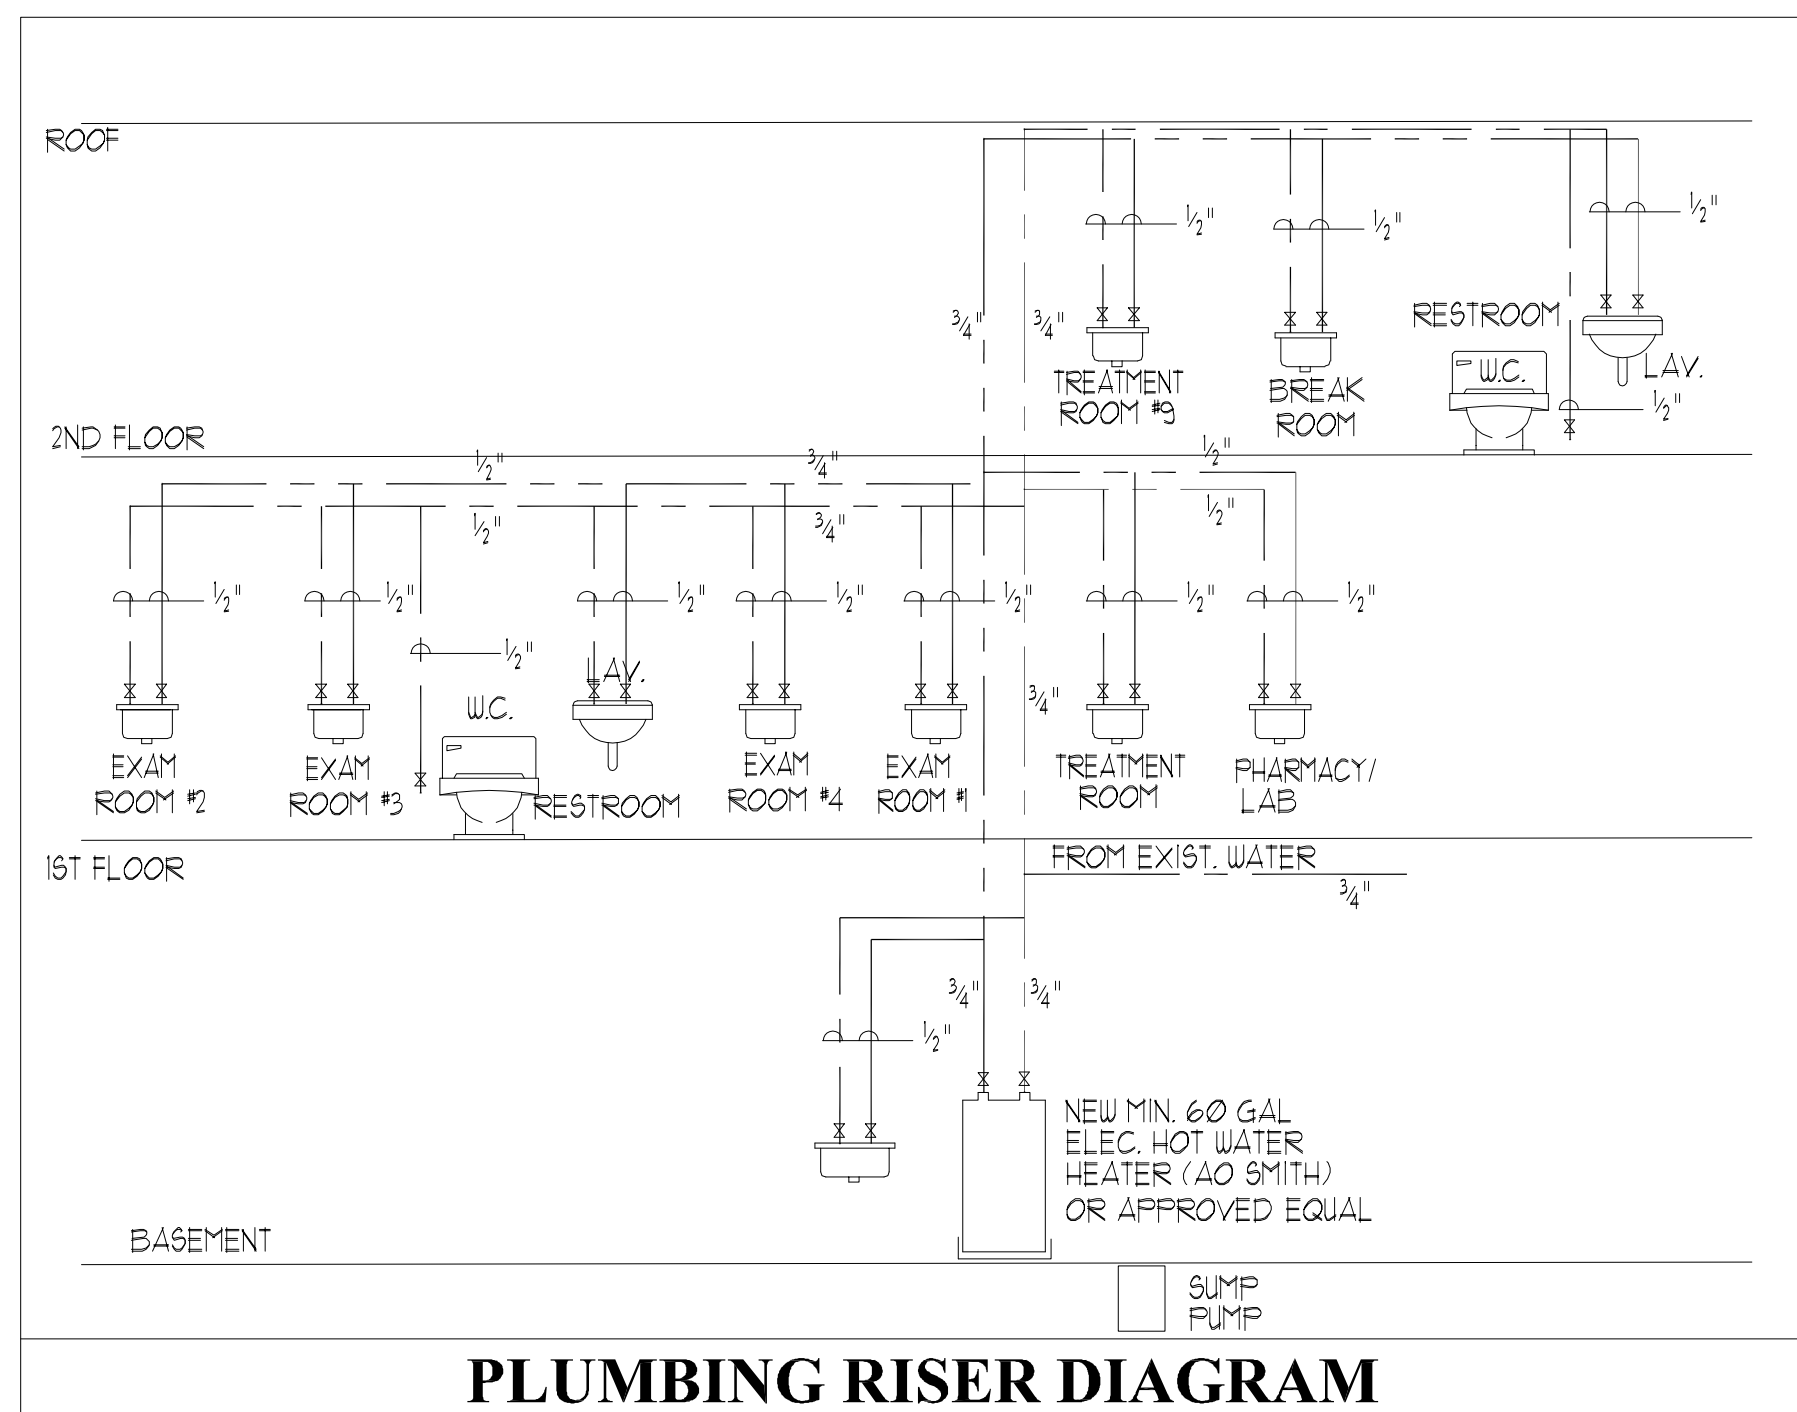 ROOF
1/2"
1/2"
1/2"
3/4"
3/4"
RESTROOM
W.C.
LAV.
1/2"
TREATMENT
ROOM #9
BREAK
ROOM
2ND FLOOR
1/2"
3/4"
1/2"
1/2"
3/4"
1/2"
1/2"
1/2"
1/2"
1/2"
1/2"
1/2"
1/2"
1/2"
LAV.
W.C.
3/4"
EXAM
ROOM #2
EXAM
ROOM #3
RESTROOM
EXAM
ROOM #4
EXAM
ROOM #1
TREATMENT
ROOM
PHARMACY/
LAB
1ST FLOOR
FROM EXIST. WATER
3/4"
3/4"
3/4"
1/2"
NEW MIN. 60 GAL
ELEC. HOT WATER
HEATER (AO SMITH)
OR APPROVED EQUAL
BASEMENT
SUMP
PUMP
PLUMBING RISER DIAGRAM